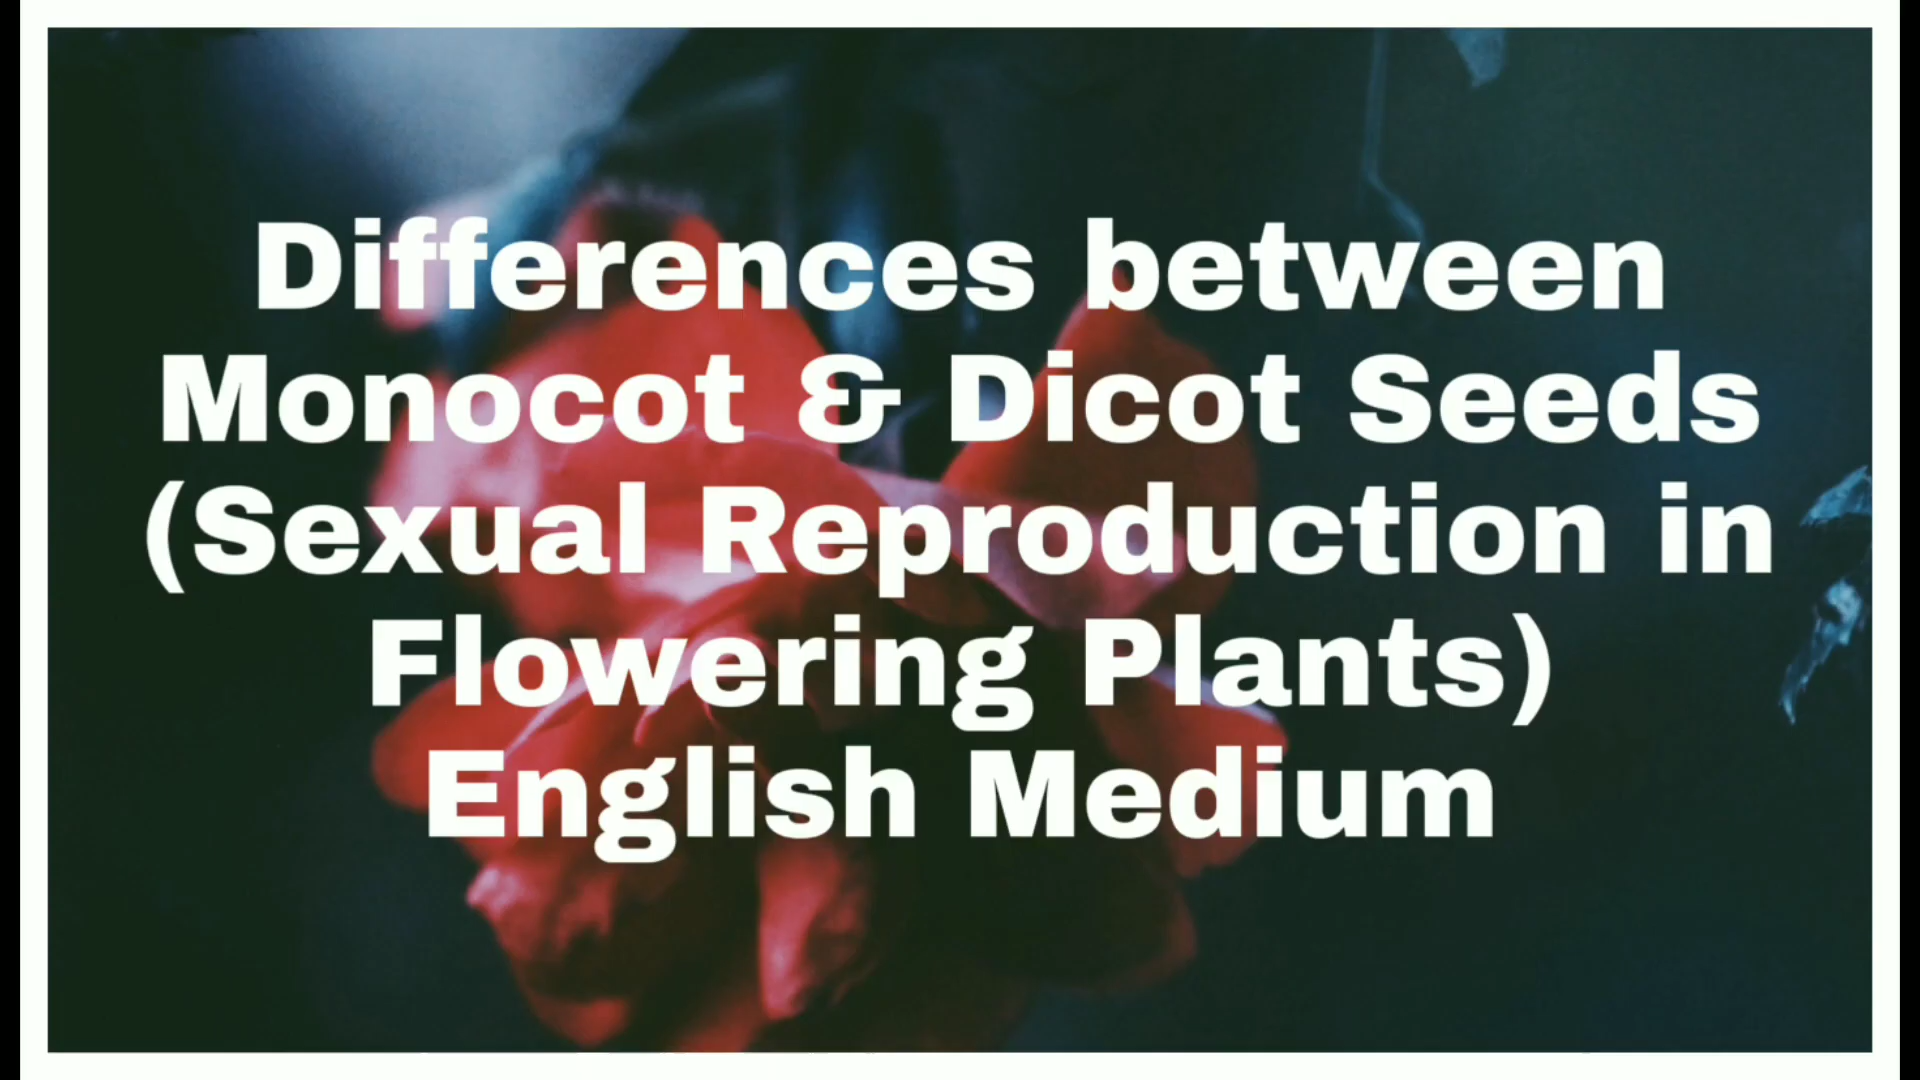 Differences between
Monocot & Dicot Seeds
(Sexual Reproduction in
Flowering Plants)
English Medium